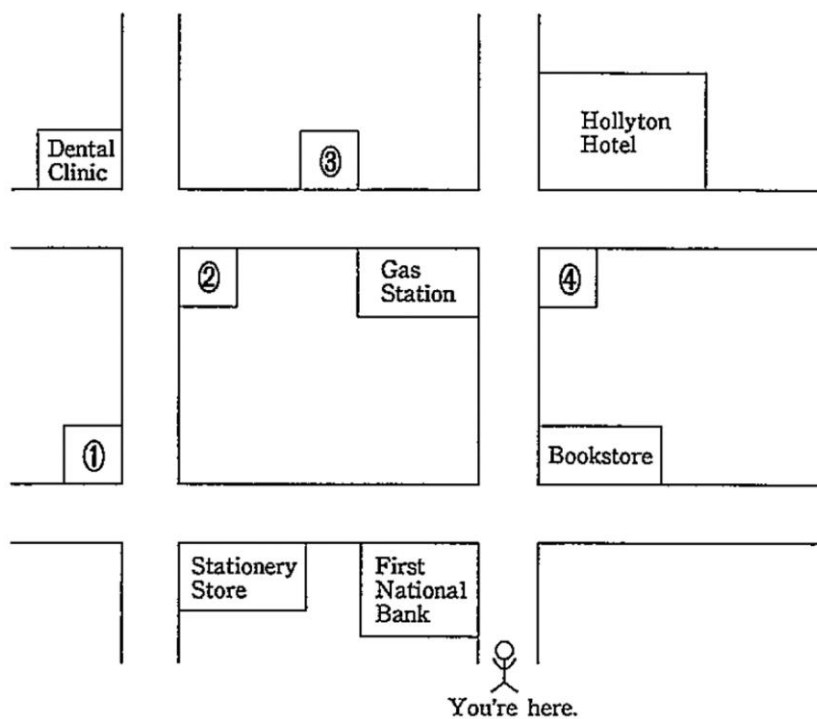 Dental
Clinic
③
Hollyton
Hotel
②
Gas
Station
④
①
Bookstore
Stationery
Store
First
National
Bank
You're here.